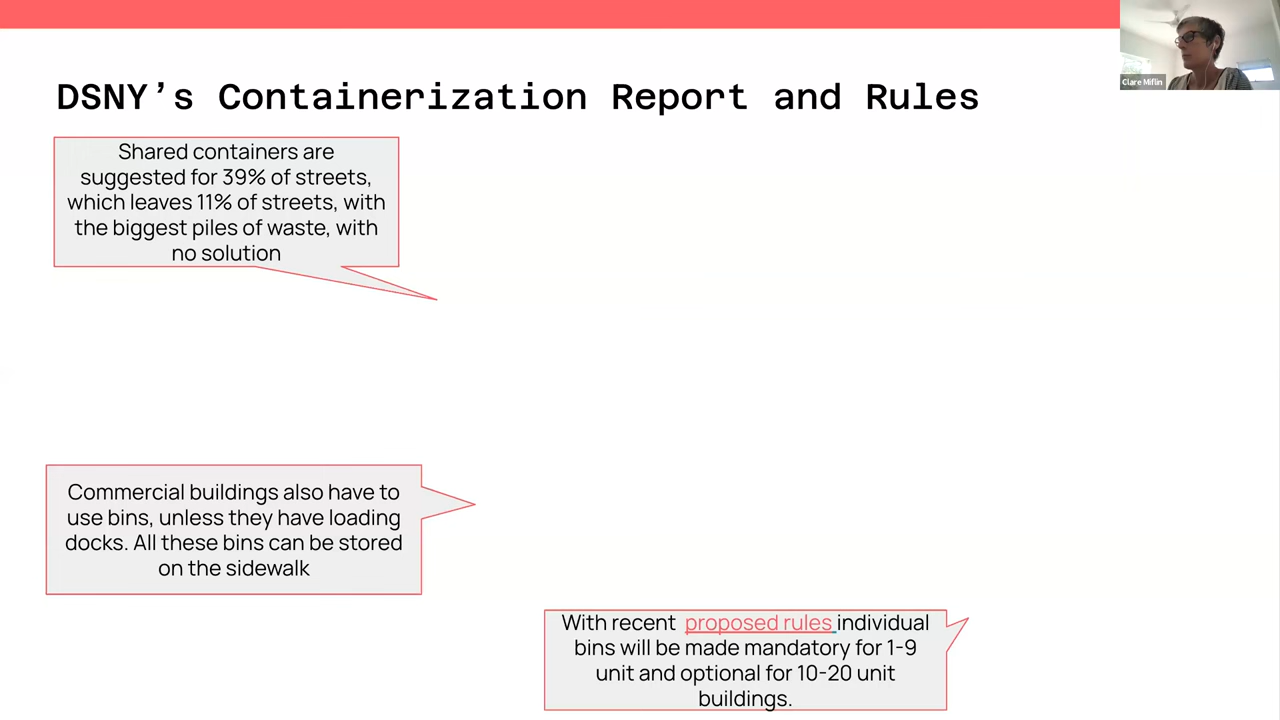 Clare Miflin
DSNY's Containerization Report and Rules
Shared containers are
suggested for 39% of streets,
which leaves 11% of streets, with
the biggest piles of waste, with
no solution
Commercial buildings also have to
use bins, unless they have loading
docks. All these bins can be stored
on the sidewalk
With recent proposed rules individual
bins will be made mandatory for 1-9
unit and optional for 10-20 unit
buildings.